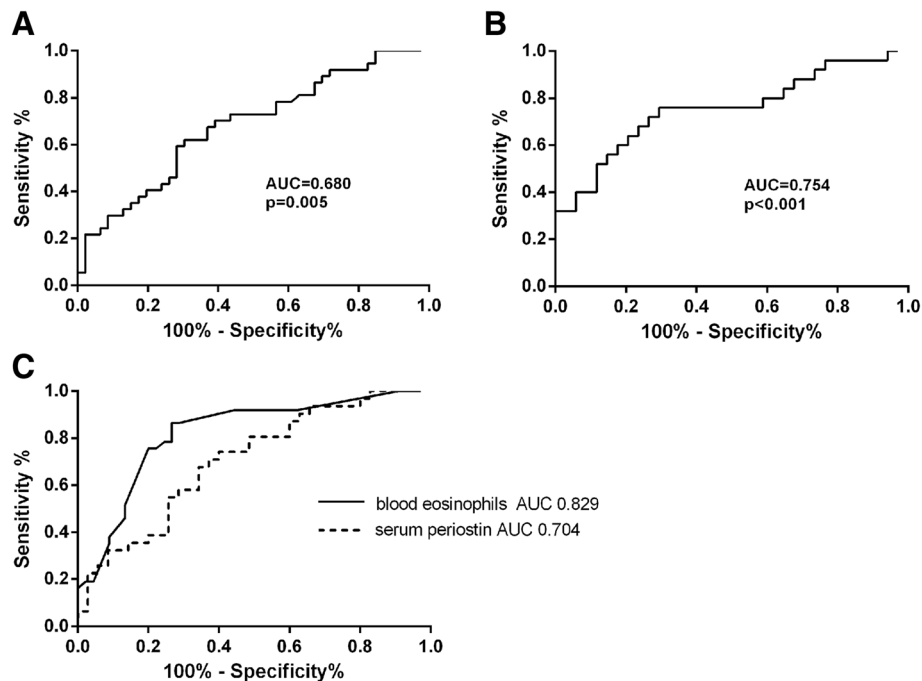 A
1.0
0.8
0.6
0.4
0.2
0.0
Sensitivity %
AUC=0.680
p=0.005
0.0 0.2 0.4 0.6 0.8 1.0
100% - Specificity%
B
1.0
0.8
0.6
0.4
0.2
0.0
Sensitivity %
AUC=0.754
p<0.001
0.0 0.2 0.4 0.6 0.8 1.0
100% - Specificity%
C
1.0
0.8
0.6
0.4
0.2
0.0
Sensitivity %
blood eosinophils AUC 0.829
serum periostin AUC 0.704
0.0 0.2 0.4 0.6 0.8 1.0
100% - Specificity%